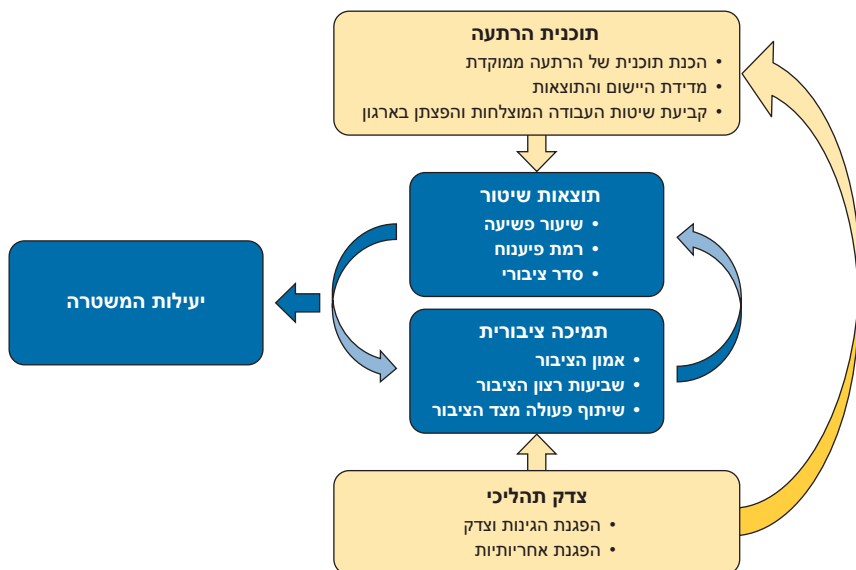 תוכנית הרתעה
• הכנת תוכנית של הרתעה ממוקדת
• מדידת היישום והתוצאות
• קביעת שיטות העבודה המוצלחות והפצתן בארגון
תוצאות שיטור
• שיעור פשיעה
• רמת פיענוח
• סדר ציבורי
יעילות המשטרה
תמיכה ציבורית
• אמון הציבור
• שביעות רצון הציבור
• שיתוף פעולה מצד הציבור
צדק תהליכי
• הפגנת הגינות וצדק
• הפגנת אחריותיות